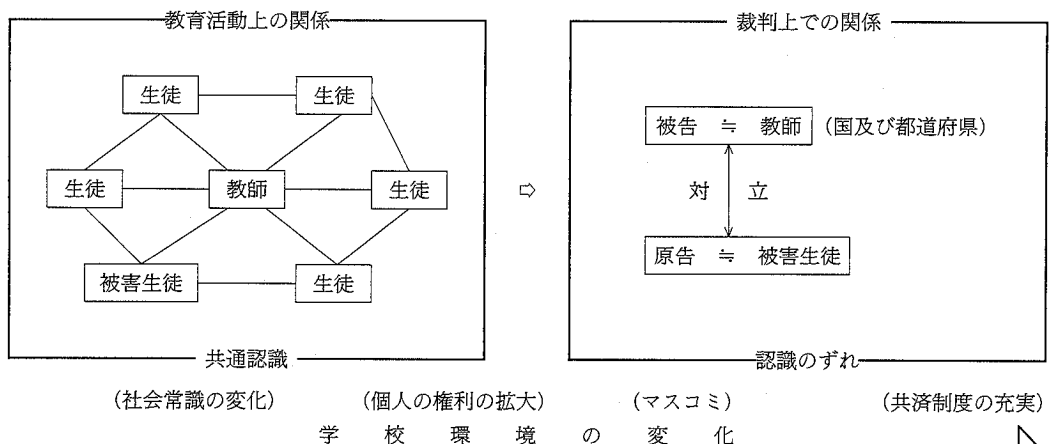 教育活動上の関係
裁判上での関係
生徒
生徒
被告 ≒ 教師 (国及び都道府県)
生徒
教師
生徒
⇨
対立
原告 ≒ 被害生徒
被害生徒
生徒
共通認識
認識のずれ
(社会常識の変化) (個人の権利の拡大) (マスコミ) (共済制度の充実)
学校環境の変化